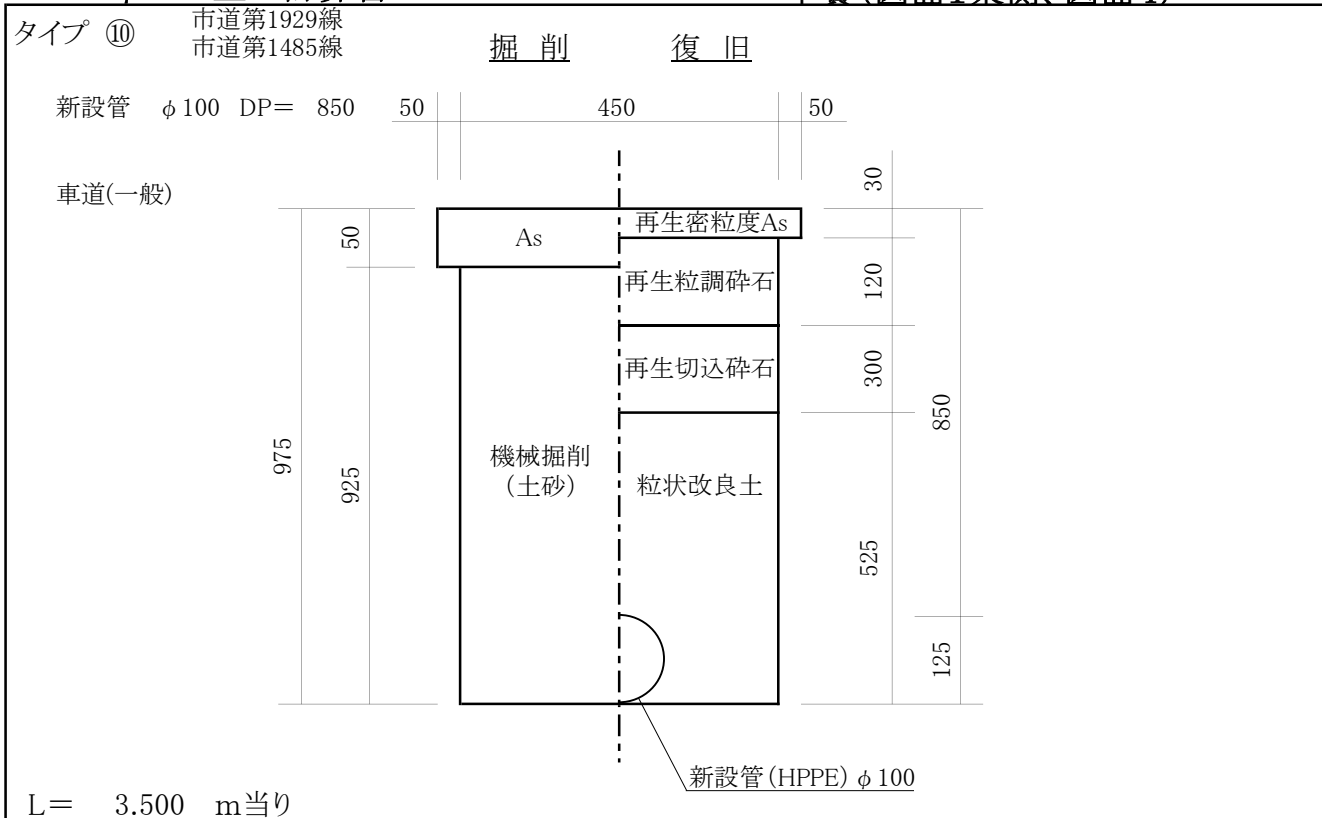 タイプ ⑩
市道第1929線
市道第1485線
掘 削 復 旧
新設管 φ100 DP＝ 850 50 450 50
車道(一般)
30
As 再生密粒度As
50
再生粒調砕石
120
再生切込砕石
300
850
975
925
機械掘削
（土砂）
粒状改良土
525
125
新設管(HPPE)φ100
L＝ 3.500 m当り